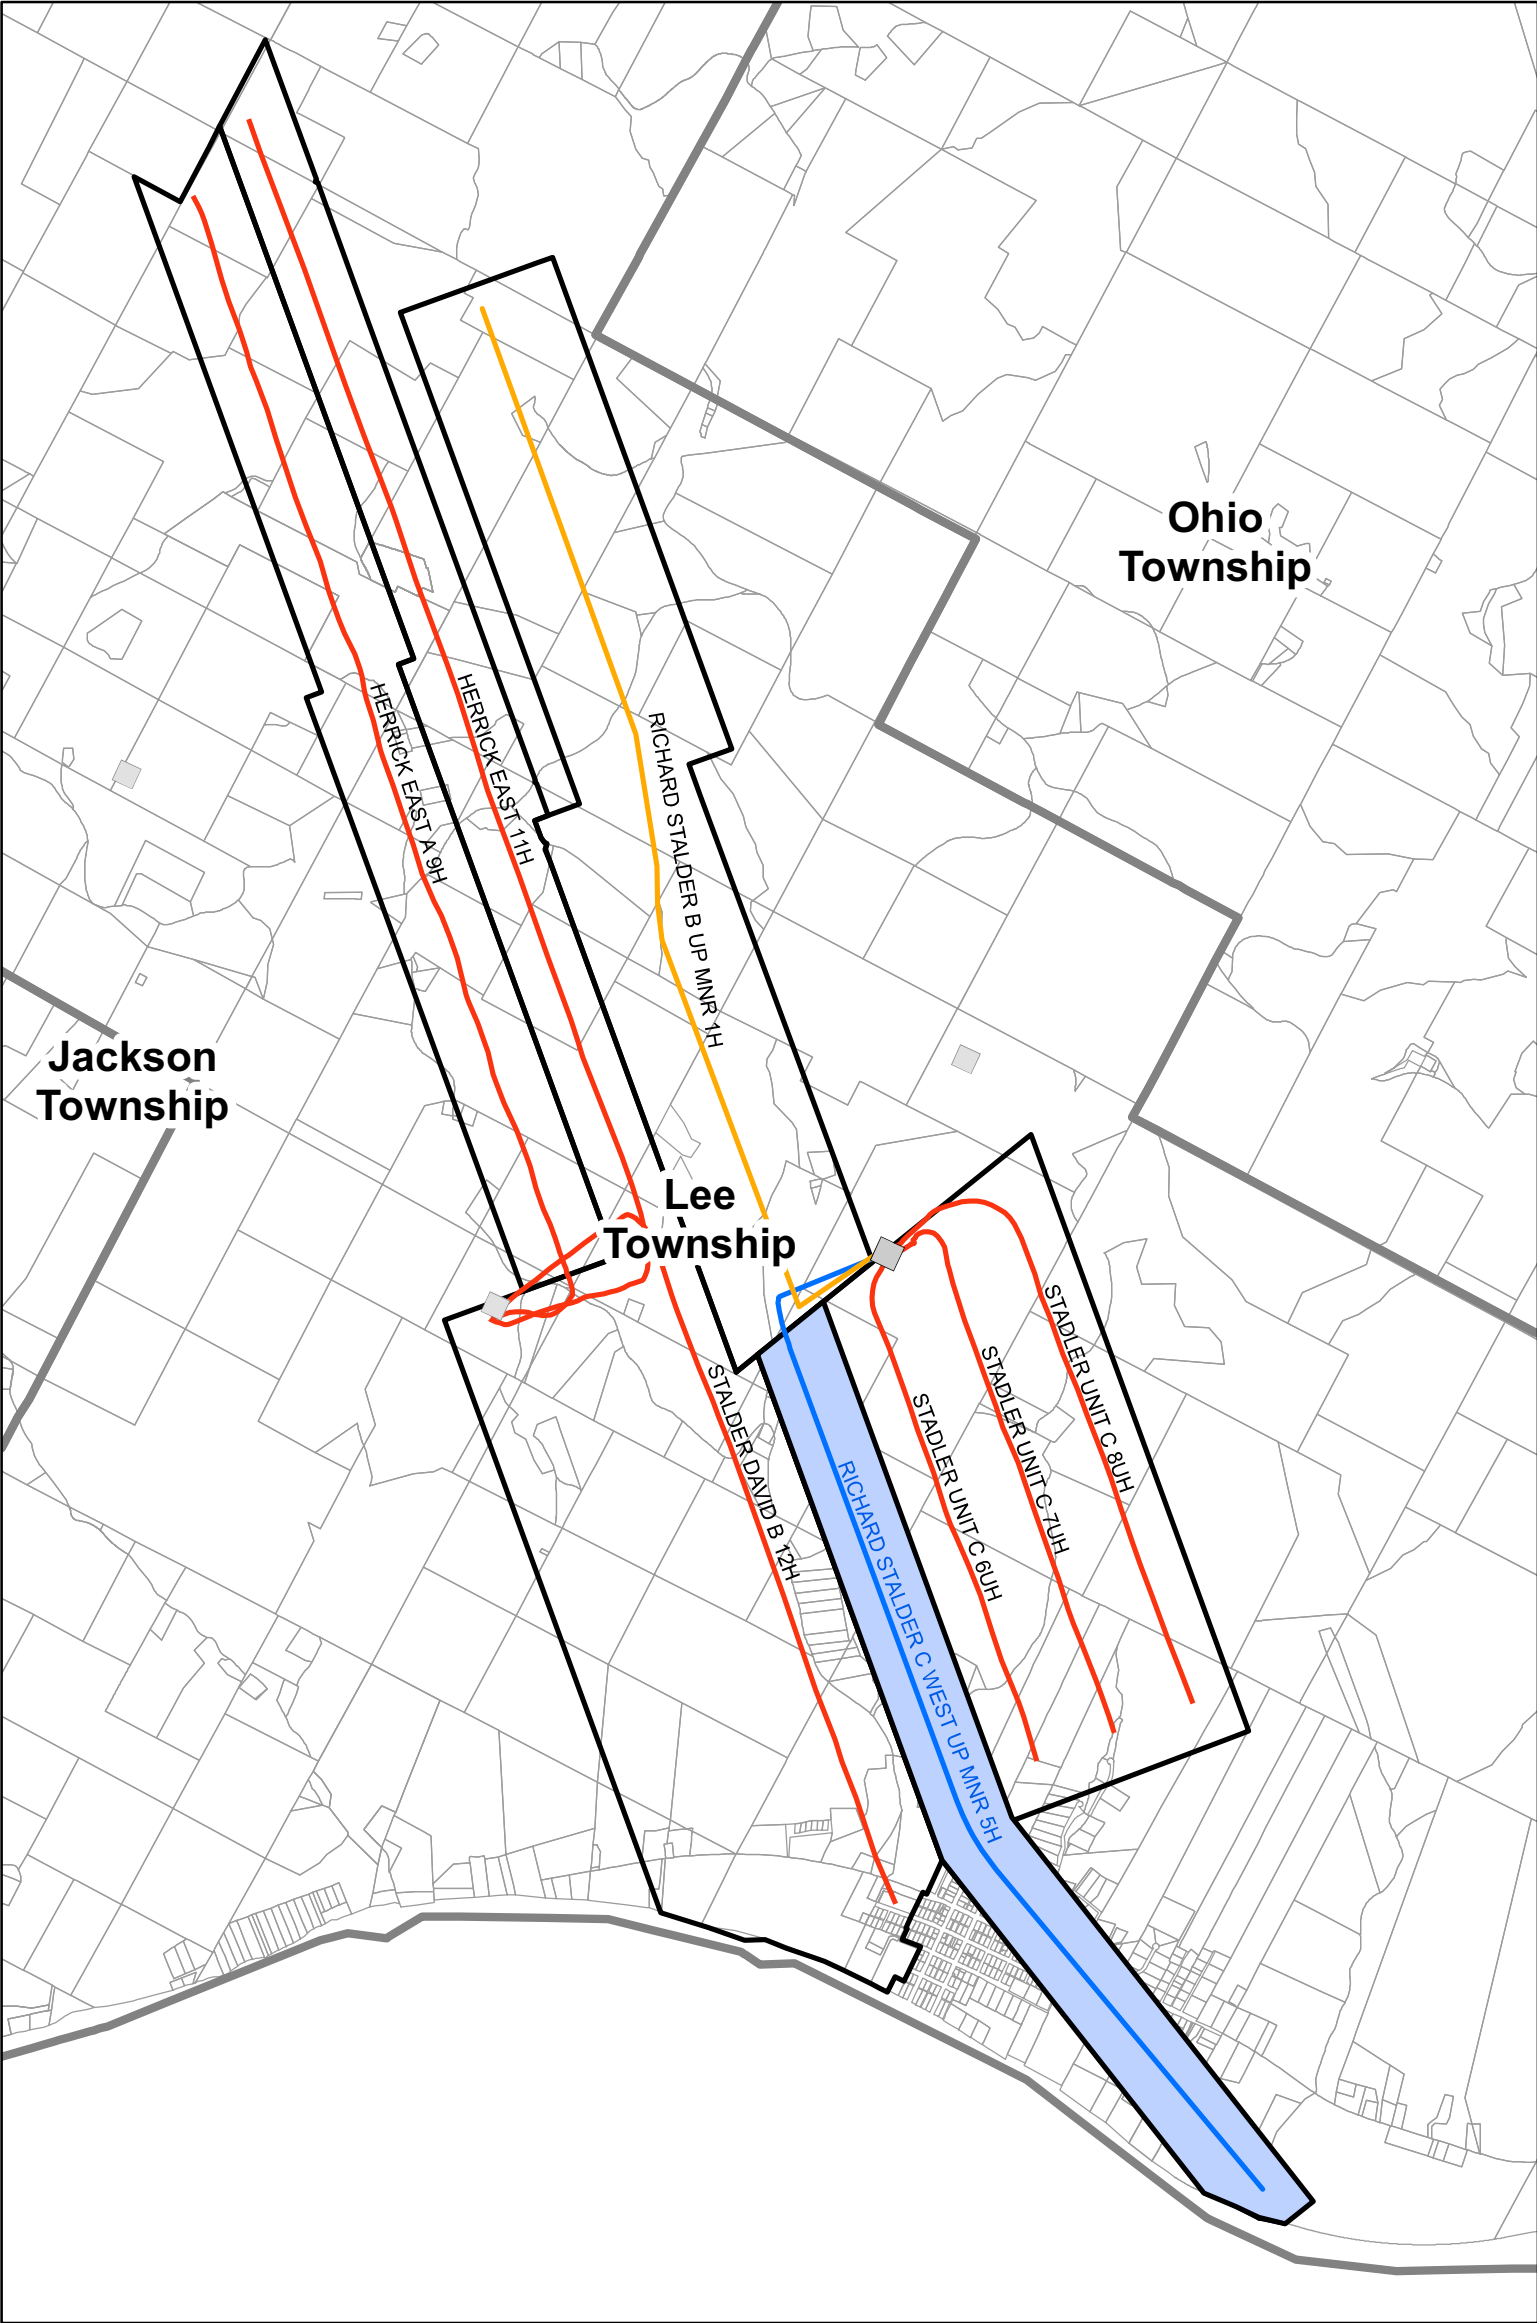 Ohio
Township
HERRICK EAST A 9H
HERRICK EAST 11H
RICHARD STALDER B UP MNR 1H
Jackson
Township
Lee
Township
STADLER UNIT C 8UH
STADLER UNIT C 7UH
STADLER UNIT C 6UH
STALDER DAVID B 12H
RICHARD STALDER C WEST UP MNR 5H